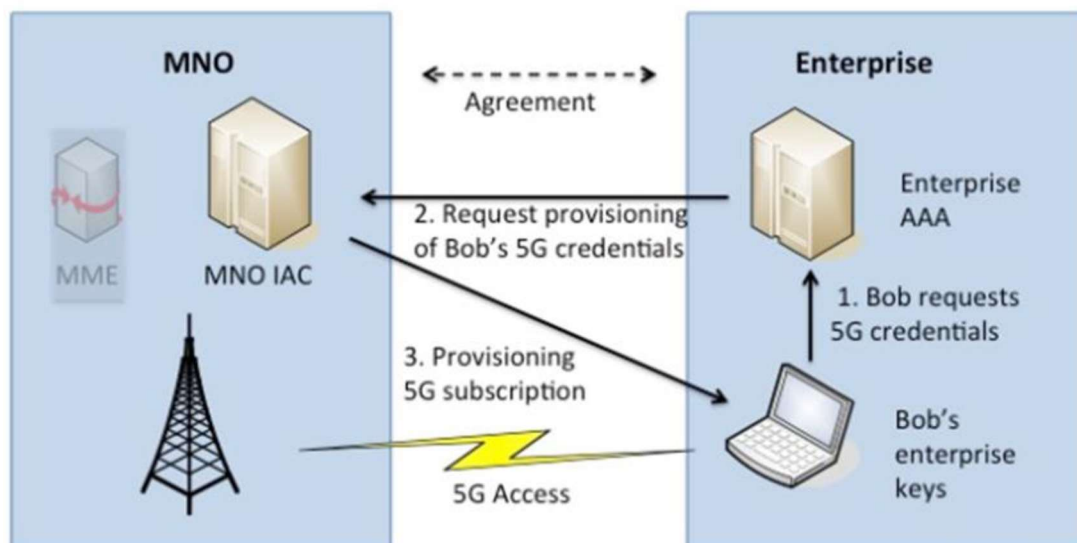 MNO
Enterprise
Agreement
Enterprise
AAA
2. Request provisioning
of Bob's 5G credentials
MME
MNO IAC
1. Bob requests
5G credentials
3. Provisioning
5G subscription
Bob's
enterprise
keys
5G Access